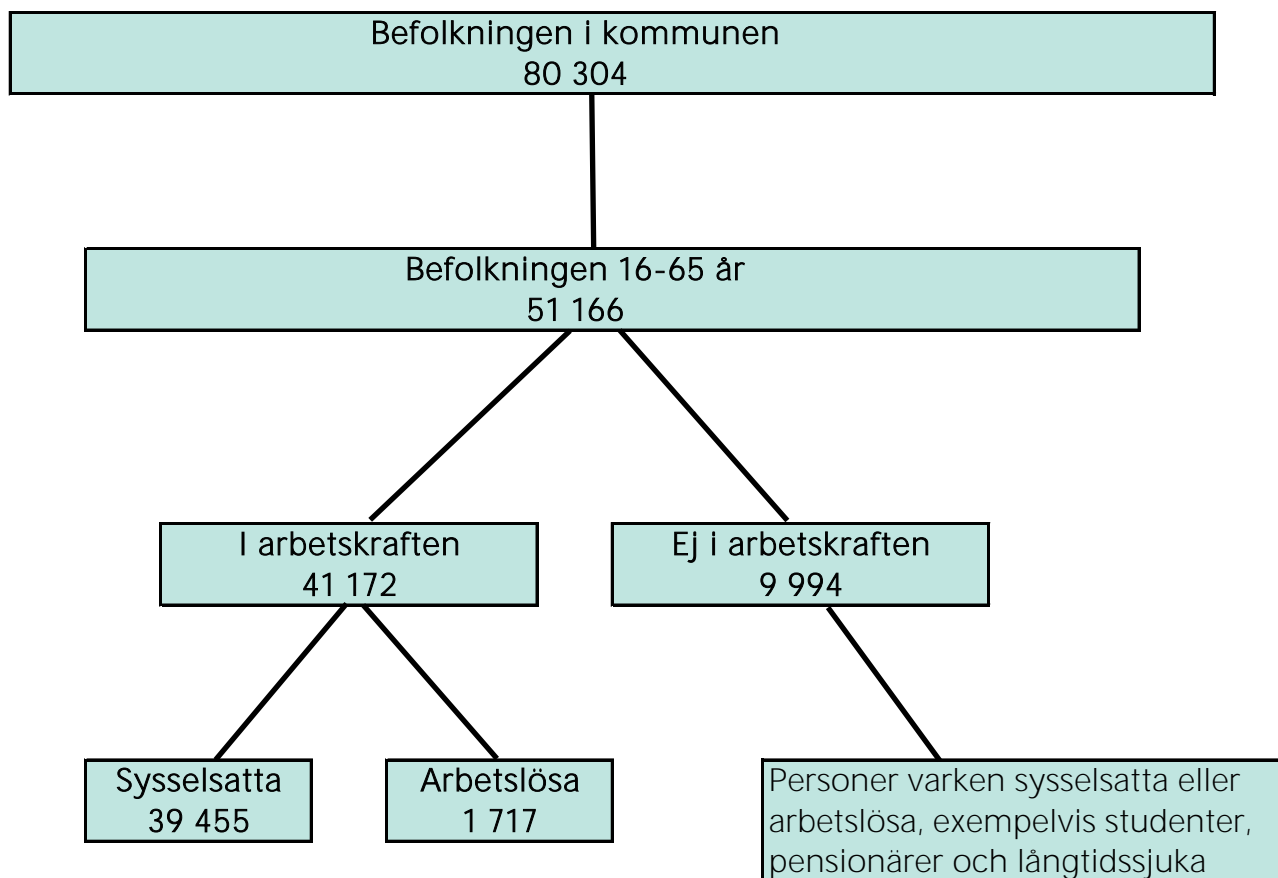 Befolkningen i kommunen
80 304
Befolkningen 16-65 år
51 166
I arbetskraften
41 172
Ej i arbetskraften
9 994
Sysselsatta
39 455
Arbetslösa
1 717
Personer varken sysselsatta eller
arbetslösa, exempelvis studenter,
pensionärer och långtidssjuka